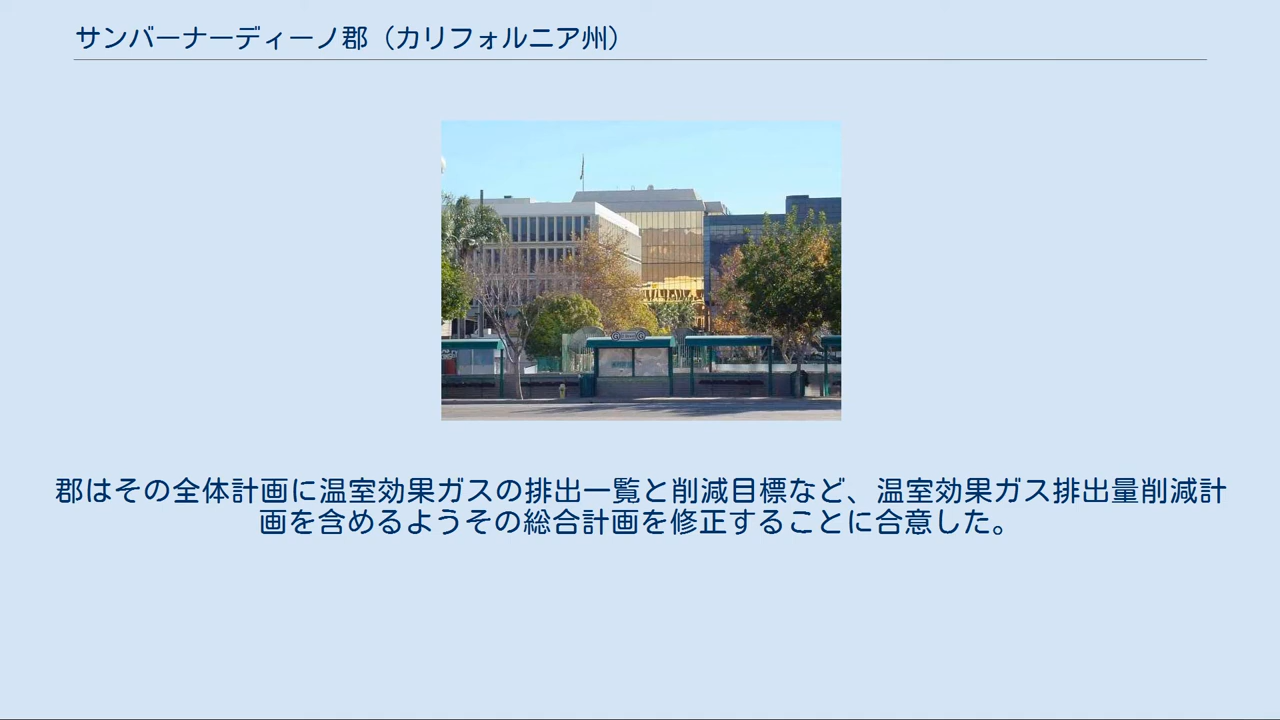 サンバーナーディーノ郡（カリフォルニア州）
郡はその全体計画に温室効果ガスの排出一覧と削減目標など、温室効果ガス排出量削減計
画を含めるようその総合計画を修正することに合意した。